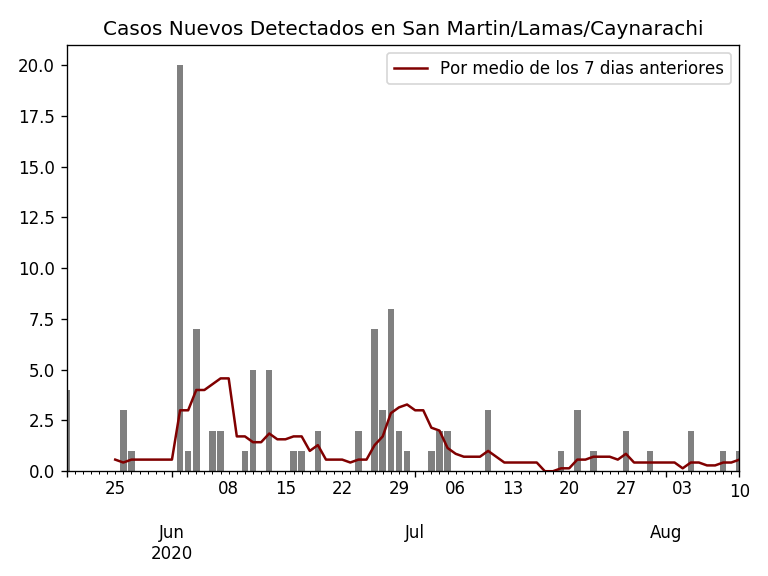 Casos Nuevos Detectados en San Martin/Lamas/Caynarachi
Por medio de los 7 dias anteriores
20.0
17.5
15.0
12.5
10.0
7.5
5.0
2.5
0.0
25 08 15 22 29 06 13 20 27 03 10
Jun Jul Aug
2020